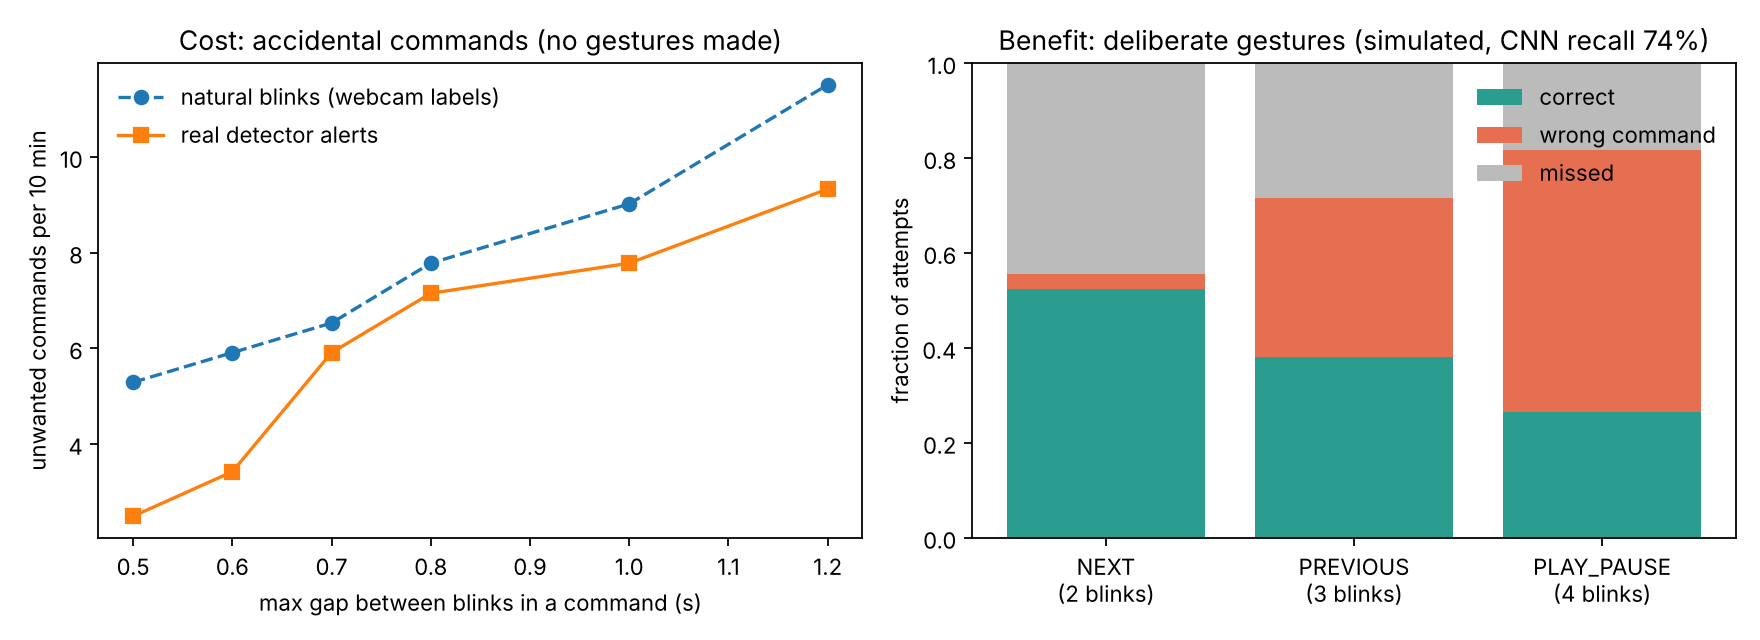 Cost: accidental commands (no gestures made)
natural blinks (webcam labels)
real detector alerts
unwanted commands per 10 min
10
8
6
4
0.5 0.6 0.7 0.8 0.9 1.0 1.1 1.2
max gap between blinks in a command (s)
Benefit: deliberate gestures (simulated, CNN recall 74%)
correct
wrong command
missed
fraction of attempts
1.0
0.8
0.6
0.4
0.2
0.0
NEXT
(2 blinks)
PREVIOUS
(3 blinks)
PLAY_PAUSE
(4 blinks)